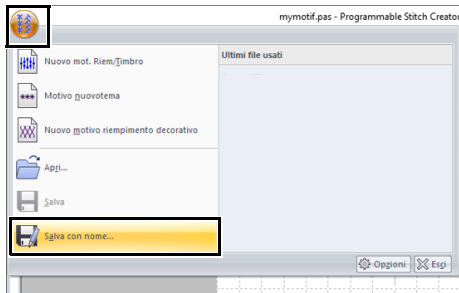 mymotif.pas - Programmable Stitch Creator
Nuovo mot. Riem/Timbro
Ultimi file usati
Motivo nuovotema
Nuovo motivo riempimento decorativo
Apri...
Salva
Salva con nome...
Opzioni
Esci